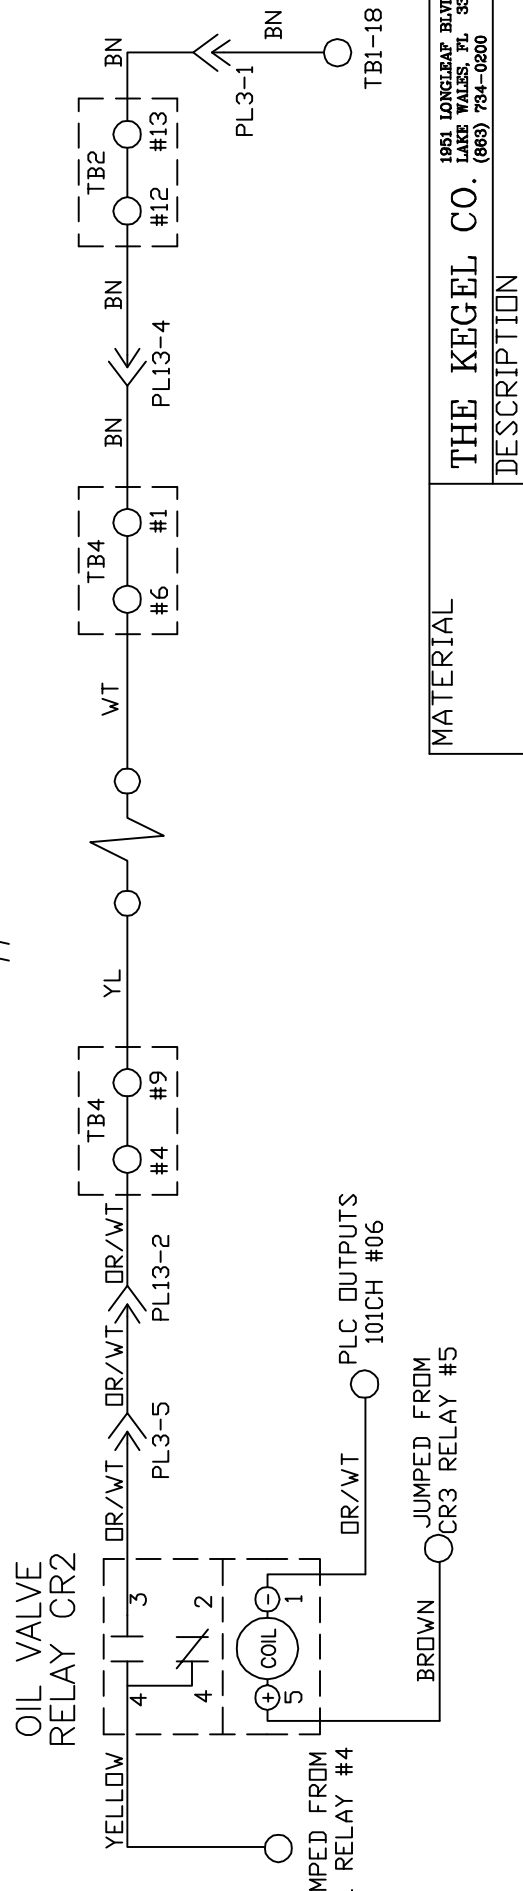 OIL VALVE
RELAY CR2
YELLOW
4
3
4
2
COIL
+
-
5
1
OR/WT
PL3-5
OR/WT
PL13-2
OR/WT
TB4
#4
#9
YL
WT
TB4
#6
#1
BN
PL13-4
BN
TB2
#12
#13
BN
PL3-1
BN
TB1-18
RELAY #4
FROM
BROWN
JUMPED FROM
CR3 RELAY #5
OR/WT
PLC OUTPUTS
101CH #06
MATERIAL
THE KEGEL CO.
1951 LONGLEAF
LAKE WALES, FL
(863) 734-0200
DESCRIPTION